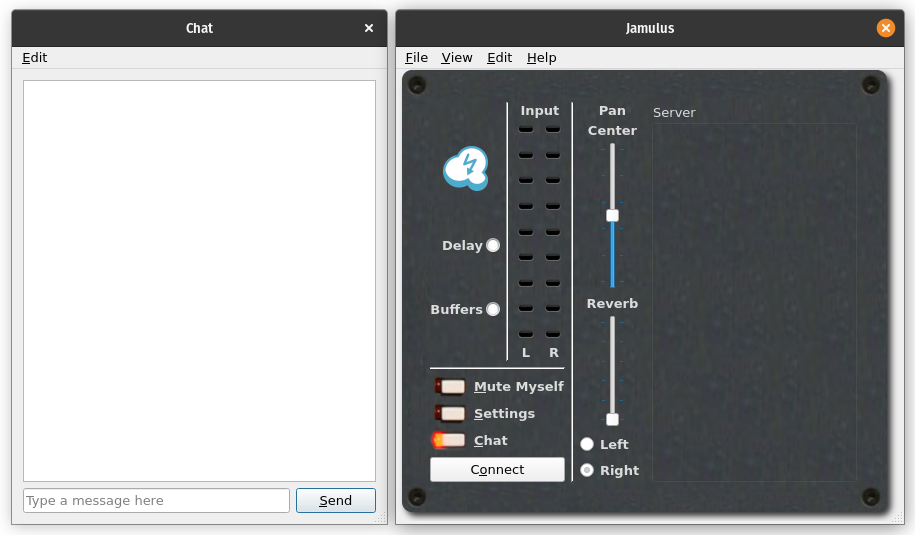 Chat
Edit
Type a message here
Send
Jamulus
File View Edit Help
Input
Pan
Center
Server
Delay
Buffers
L R
Reverb
Mute Myself
Settings
Chat
Connect
Left
Right